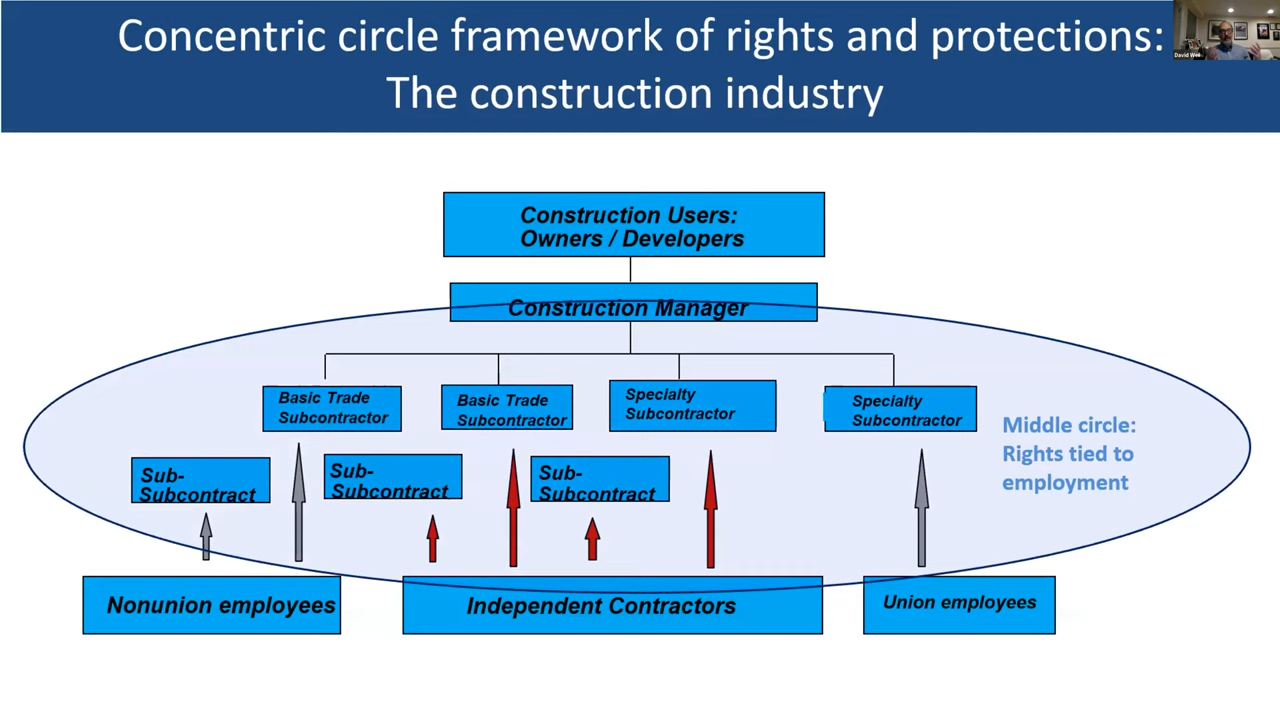 Concentric circle framework of rights and protections:
The construction industry
David Weil
Construction Users:
Owners / Developers
Construction Manager
Basic Trade
Subcontractor
Basic Trade
Subcontractor
Specialty
Subcontractor
Specialty
Subcontractor
Middle circle:
Rights tied to
employment
Sub-
Subcontract
Sub-
Subcontract
Sub-
Subcontract
Nonunion employees
Independent Contractors
Union employees